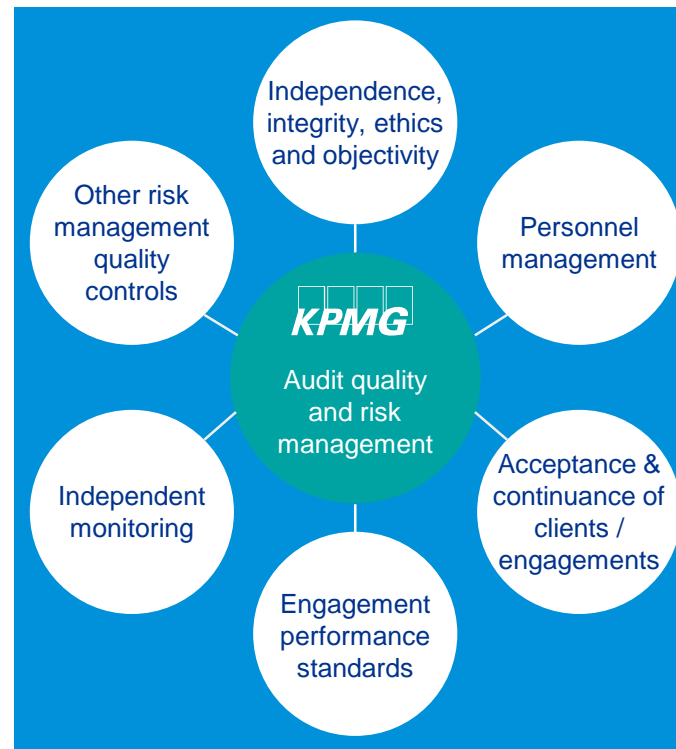 Independence,
integrity, ethics
and objectivity
Other risk
management
quality
controls
Personnel
management
KPMG
Audit quality
and risk
management
Independent
monitoring
Acceptance &
continuance of
clients /
engagements
Engagement
performance
standards